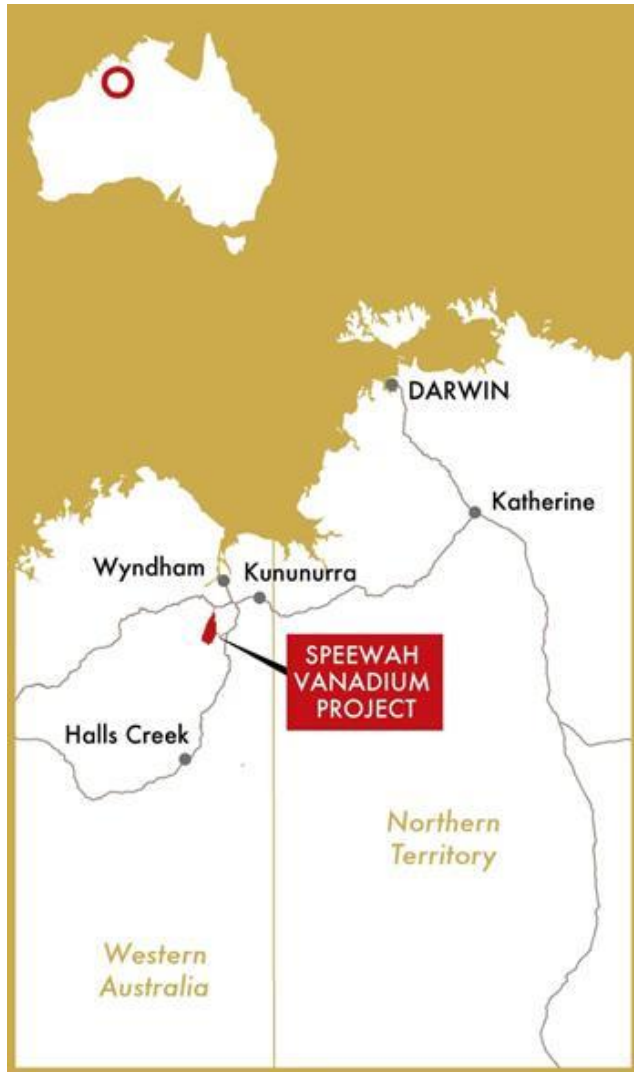 DARWIN
Katherine
Wyndham
Kununurra
SPEEWAH
VANADIUM
PROJECT
Halls Creek
Northern
Territory
Western
Australia